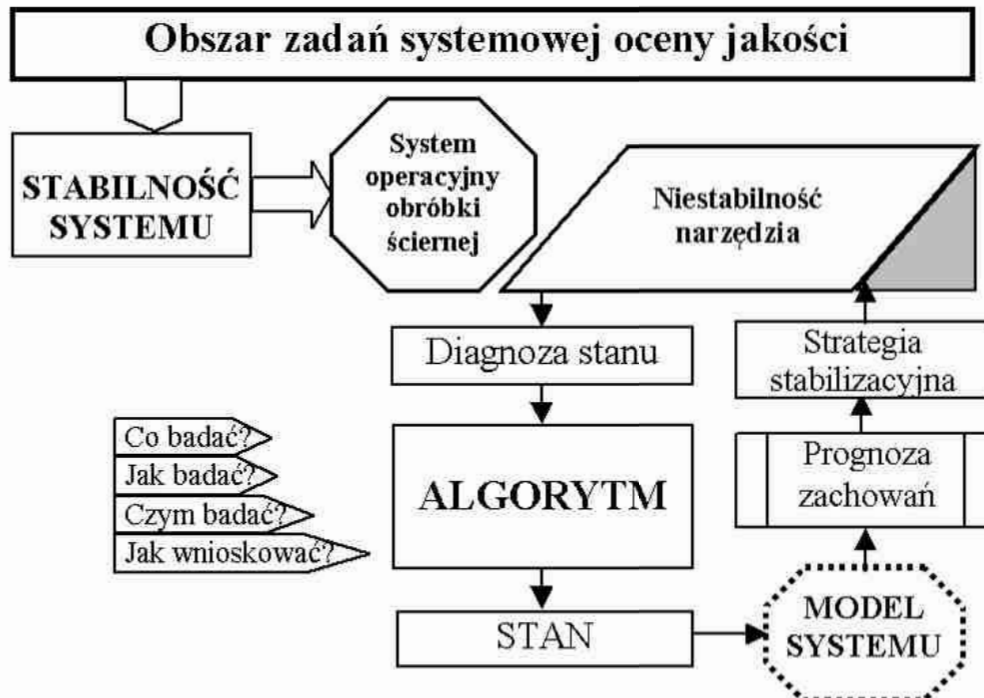 Obszar zadań systemowej oceny jakości
STABILNOŚĆ
SYSTEMU
System
operacyjny
obróbki
ściernej
Niestabilność
narzędzia
Diagnoza stanu
Strategia
stabilizacyjna
Co badać?
Jak badać?
Czym badać?
Jak wnioskować?
ALGORYTM
Prognoza
zachowań
STAN
MODEL
SYSTEMU